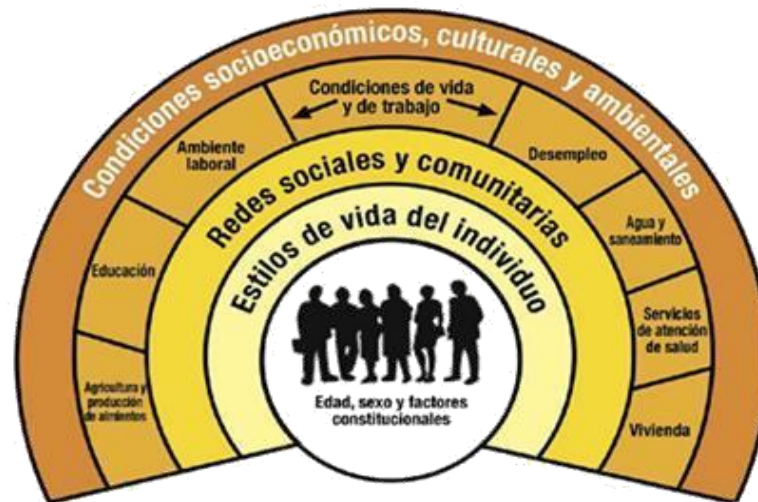 Condiciones socioeconómicos, culturales y ambientales
Condiciones de vida
y de trabajo
Ambiente
laboral
Desempleo
Redes sociales y comunitarias
Agua y
saneamiento
Estilos de vida del individuo
Educación
Servicios
de atención
de salud
Agricultura y
producción
de alimientos
Edad, sexo y factores
constitucionales
Vivienda